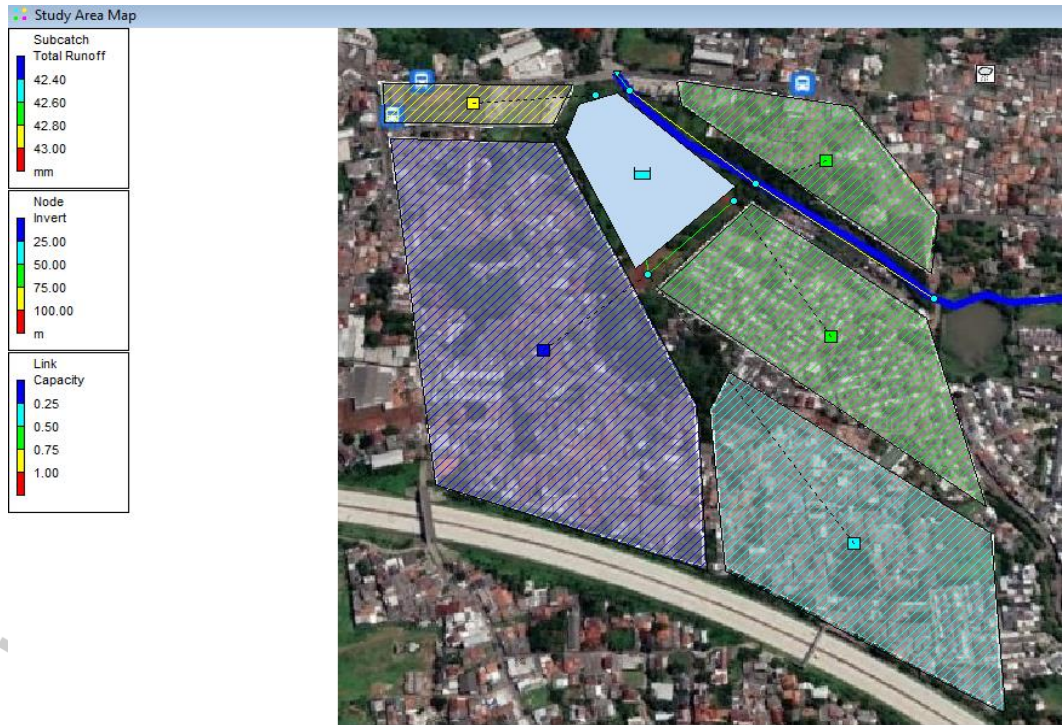 Study Area Map
Subcatch
Total Runoff
42.40
42.60
42.80
43.00
mm
Node
Invert
25.00
50.00
75.00
100.00
m
Link
Capacity
0.25
0.50
0.75
1.00